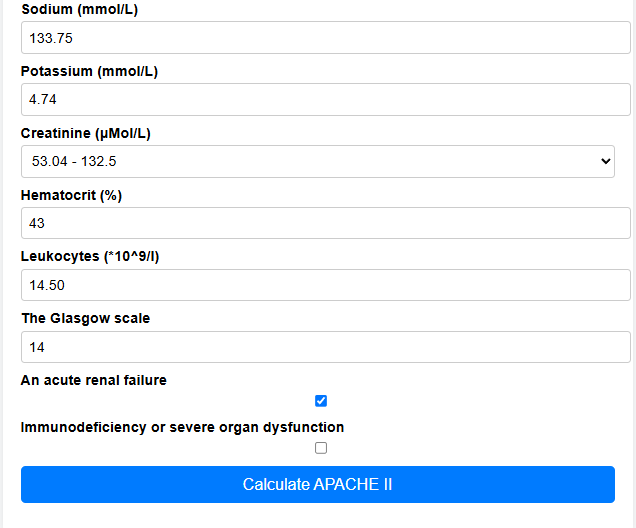 Sodium (mmol/L)
133.75
Potassium (mmol/L)
4.74
Creatinine (μMol/L)
53.04 - 132.5
Hematocrit (%)
43
Leukocytes (*10^9/l)
14.50
The Glasgow scale
14
An acute renal failure
Immunodeficiency or severe organ dysfunction
Calculate APACHE II